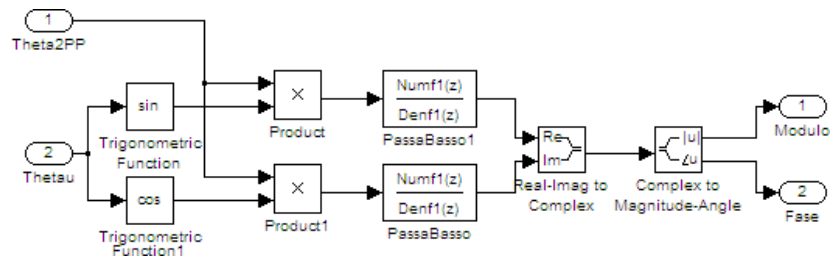 1
Theta2PP
sin
Trigonometric
Function
2
Thetau
cos
Trigonometric
Function1
×
Product
×
Product1
Numf1(z)
Denf1(z)
PassaBasso1
Numf1(z)
Denf1(z)
PassaBasso
Re
Im
Real-Imag to
Complex
|u|
∠u
Complex to
Magnitude-Angle
1
Modulo
2
Fase